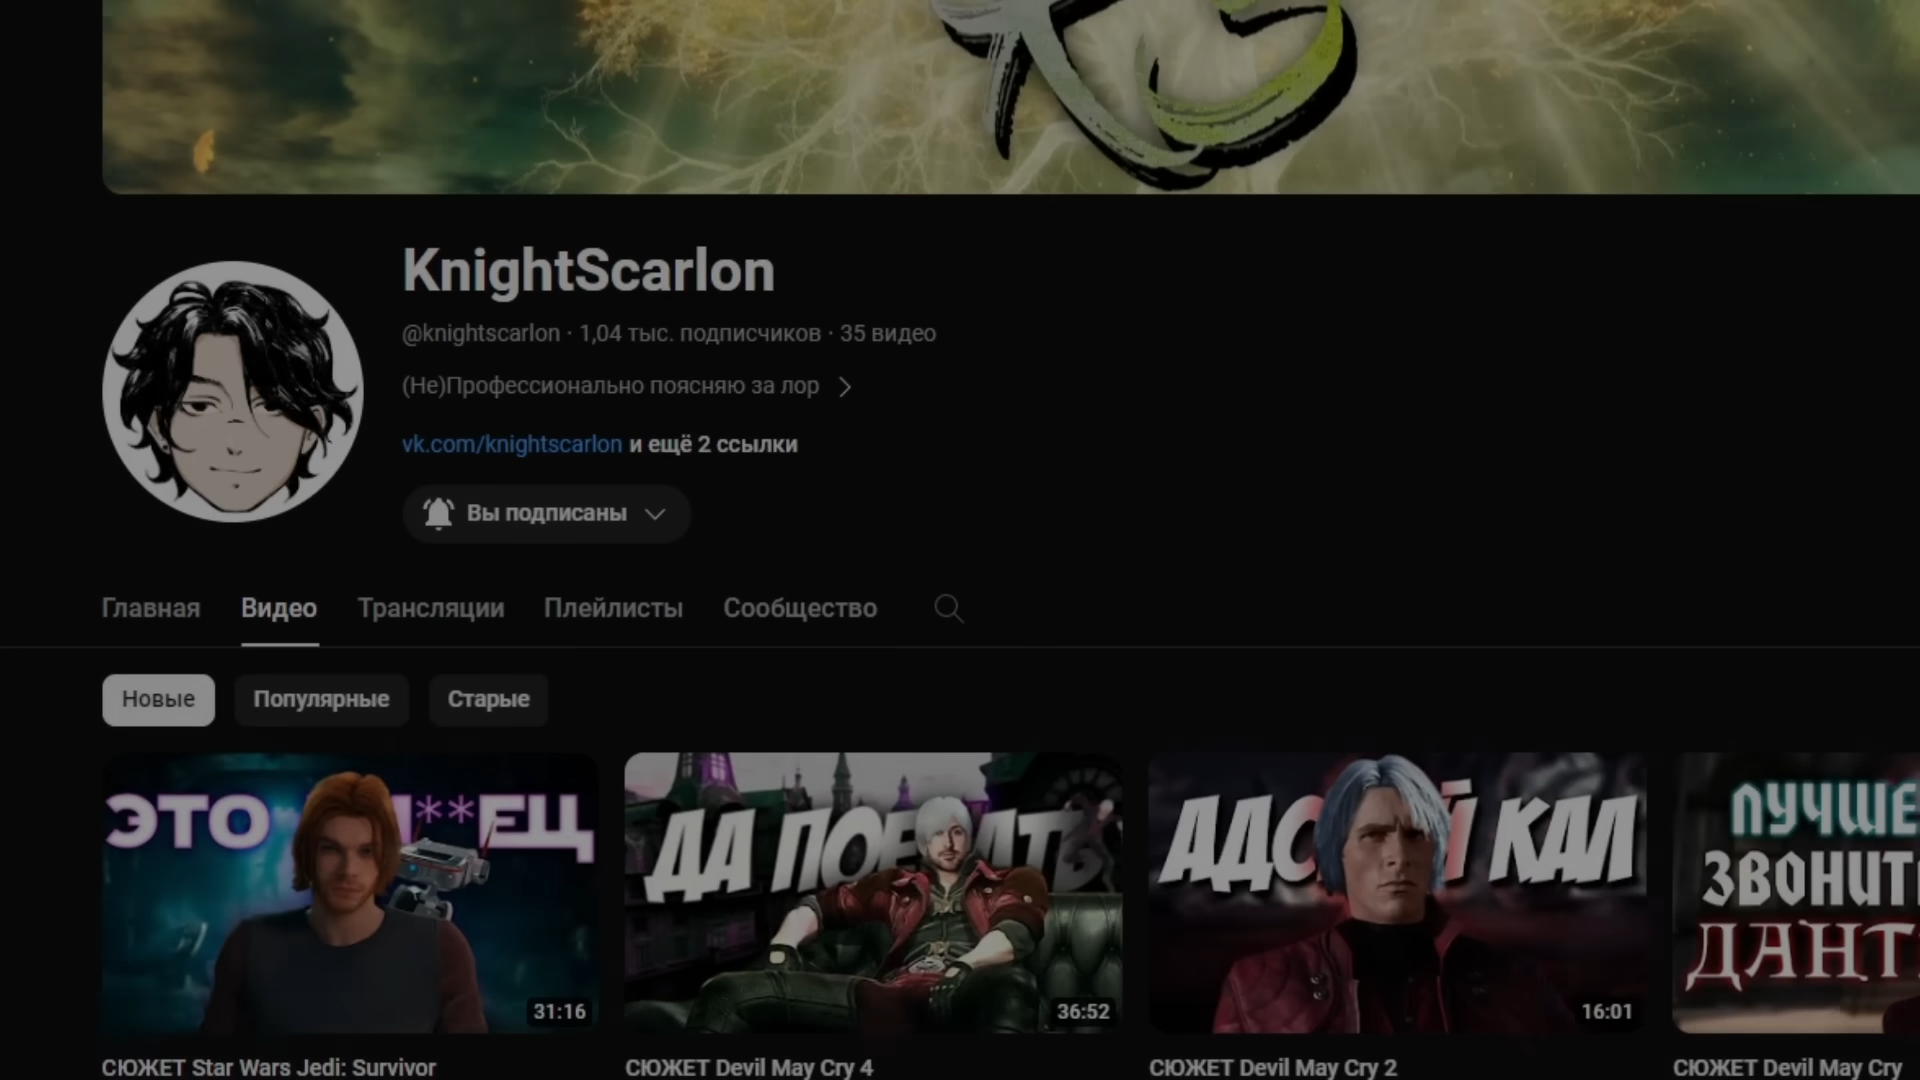 KnightScarlon
@knightscarlon · 1,04 тыс. подписчиков · 35 видео
(Не)Профессионально поясняю за лор
vk.com/knightscarlon и ещё 2 ссылки
Вы подписаны
Главная Видео Трансляции Плейлисты Сообщество
Новые Популярные Старые
ЭТО **ЕЦ
ДА
КАЛ
ЛУЧШЕ
ЗВОНИТ
ДАНТ
31:16 36:52 16:01
СЮЖЕТ Star Wars Jedi: Survivor СЮЖЕТ Devil May Cry 4 СЮЖЕТ Devil May Cry 2 СЮЖЕТ Devil May Cry